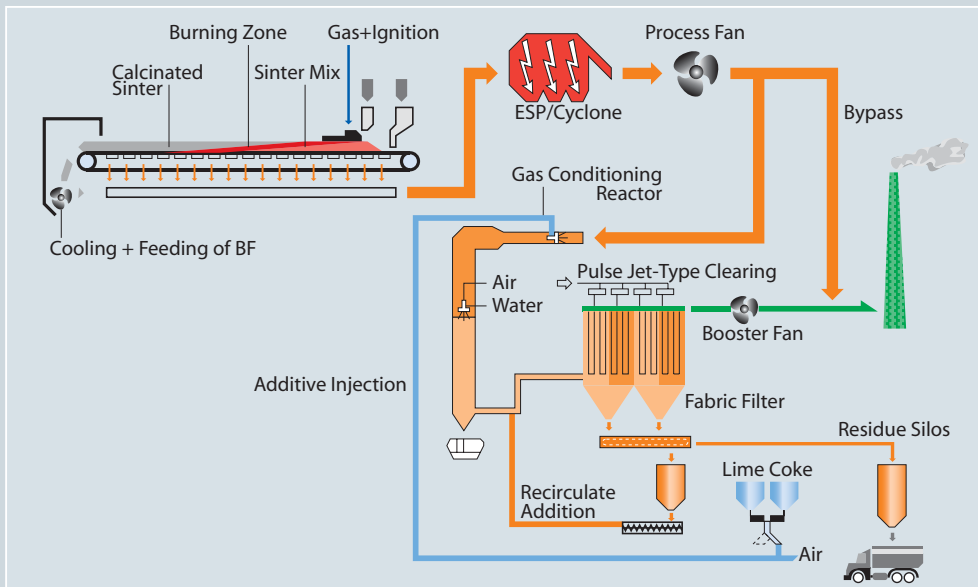 Burning Zone
Gas+Ignition
Process Fan
Calcinated
Sinter
Sinter Mix
ESP/Cyclone
Bypass
Gas Conditioning
Reactor
Cooling + Feeding of BF
Air
Pulse Jet-Type Clearing
Water
Booster Fan
Additive Injection
Fabric Filter
Residue Silos
Lime Coke
Recirculate
Addition
Air